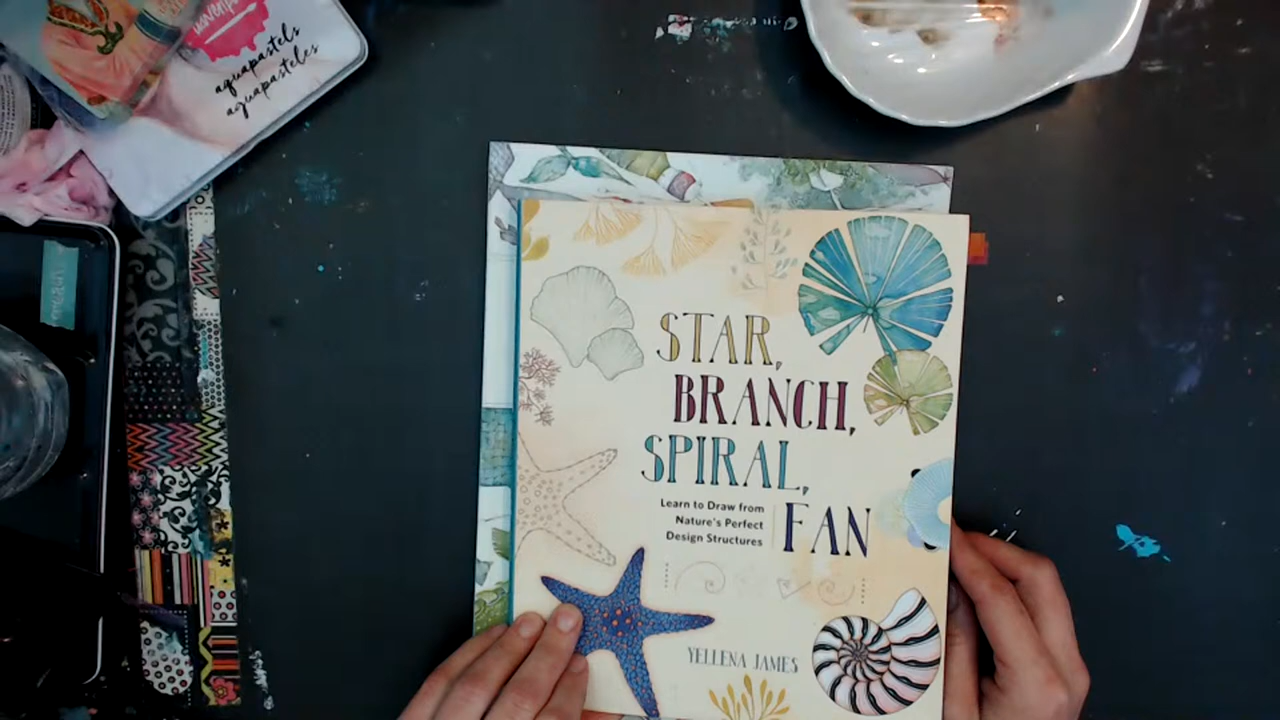 aquapastels
aquapasteles
STAR,
BRANCH,
SPIRAL,
FAN
Learn to Draw from
Nature's Perfect
Design Structures
YELLENA JAMES